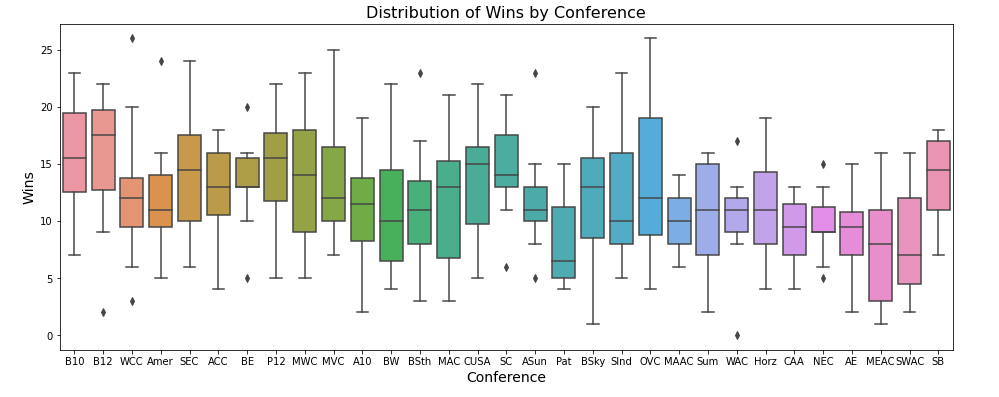 Distribution of Wins by Conference
Wins
25
20
15
10
5
0
B10 B12 WCC Amer SEC ACC BE P12 MWC MVC A10 BW BSth MAC CUSA SC ASun Pat BSky Slnd OVC MAAC Sum WAC Horz CAA NEC AE MEAC SWAC SB
Conference